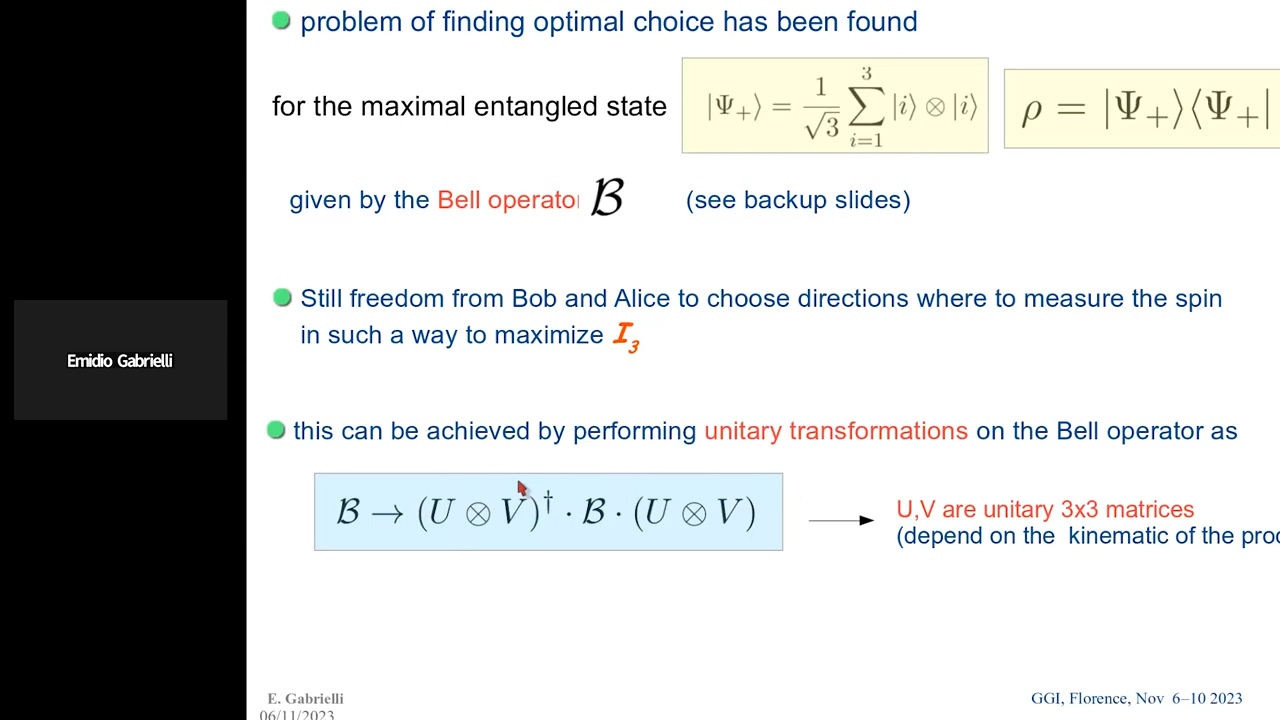 problem of finding optimal choice has been found
for the maximal entangled state |Ψ₊⟩ = 1/√3 ∑³ᵢ₌₁ |i⟩ ⊗ |i⟩ ρ = |Ψ₊⟩⟨Ψ₊|
given by the Bell operator ℬ (see backup slides)
Still freedom from Bob and Alice to choose directions where to measure the spin
in such a way to maximize I₃
Emidio Gabrielli
this can be achieved by performing unitary transformations on the Bell operator as
ℬ → (U ⊗ V)† · ℬ · (U ⊗ V)
U,V are unitary 3x3 matrices
(depend on the kinematic of the proc
E. Gabrielli
06/11/2023
GGI, Florence, Nov 6–10 2023